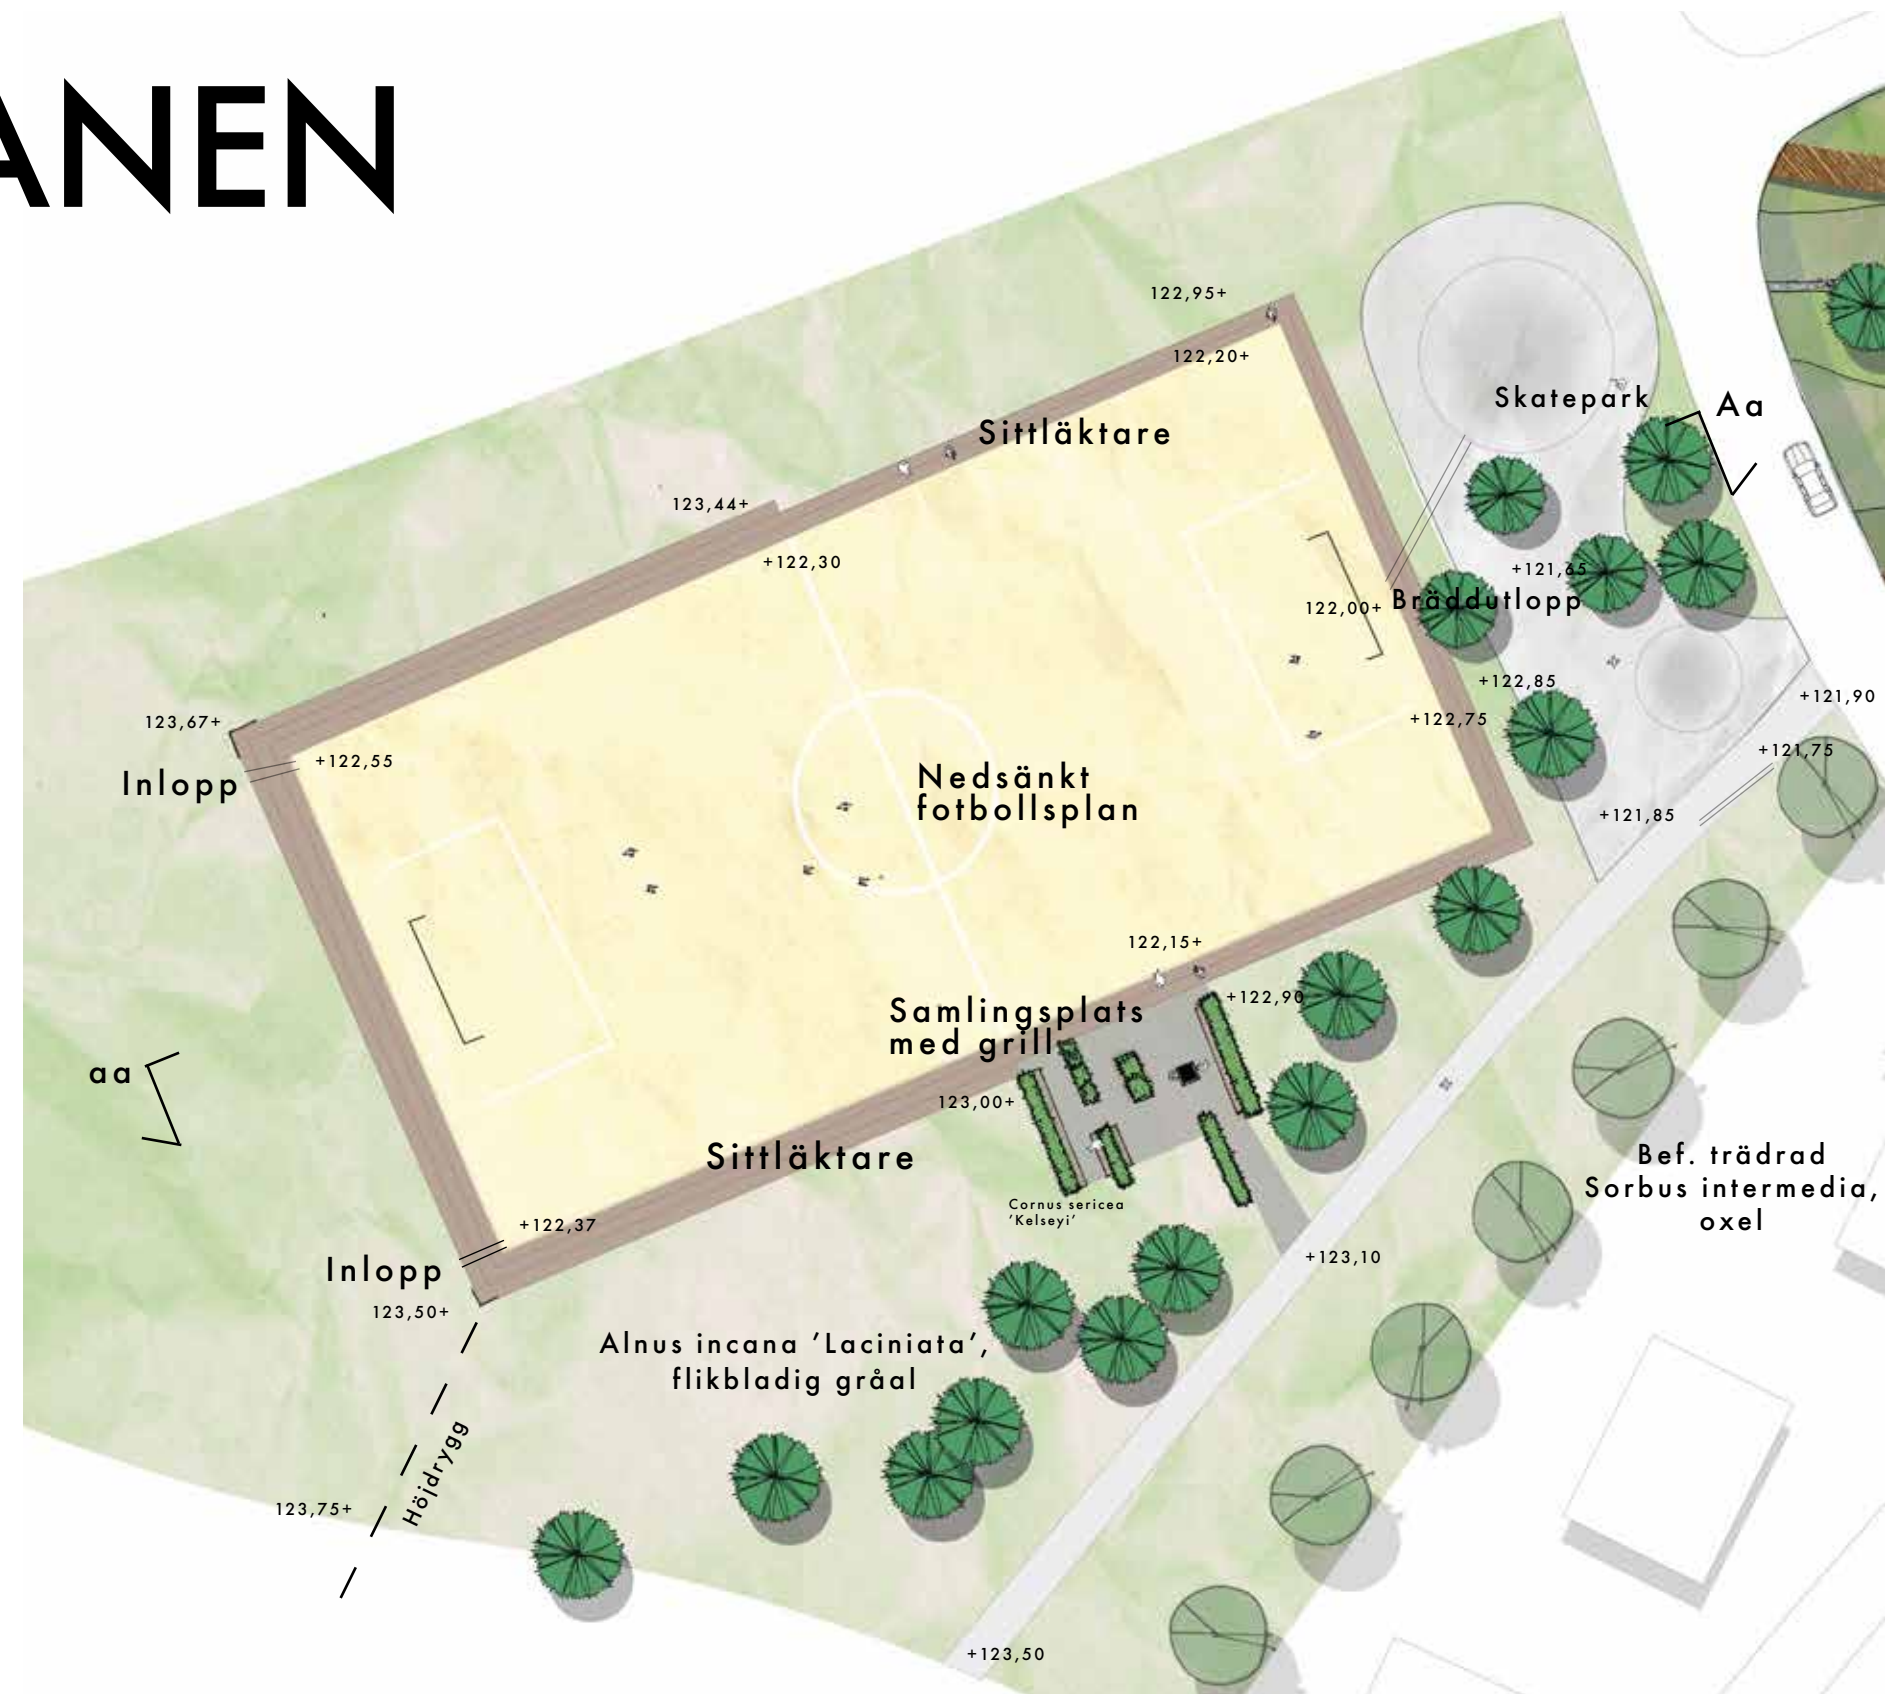 ANEN
122,95+
122,20+
Skatepark
Aa
Sittläktare
123,44+
+122,30
+121,65
122,00+
Bräddutlopp
+122,85
+121,90
123,67+
+122,75
+121,75
+122,55
Inlopp
Nedsänkt
fotbollsplan
+121,85
122,15+
+122,90
Samlingsplats
med grill
aa
123,00+
Sittläktare
Bef. trädrad
Sorbus intermedia,
oxel
Cornus sericea
'Kelseyi'
+122,37
+123,10
Inlopp
123,50+
Alnus incana 'Laciniata',
flikbladig gråal
Höjdrygg
123,75+
+123,50